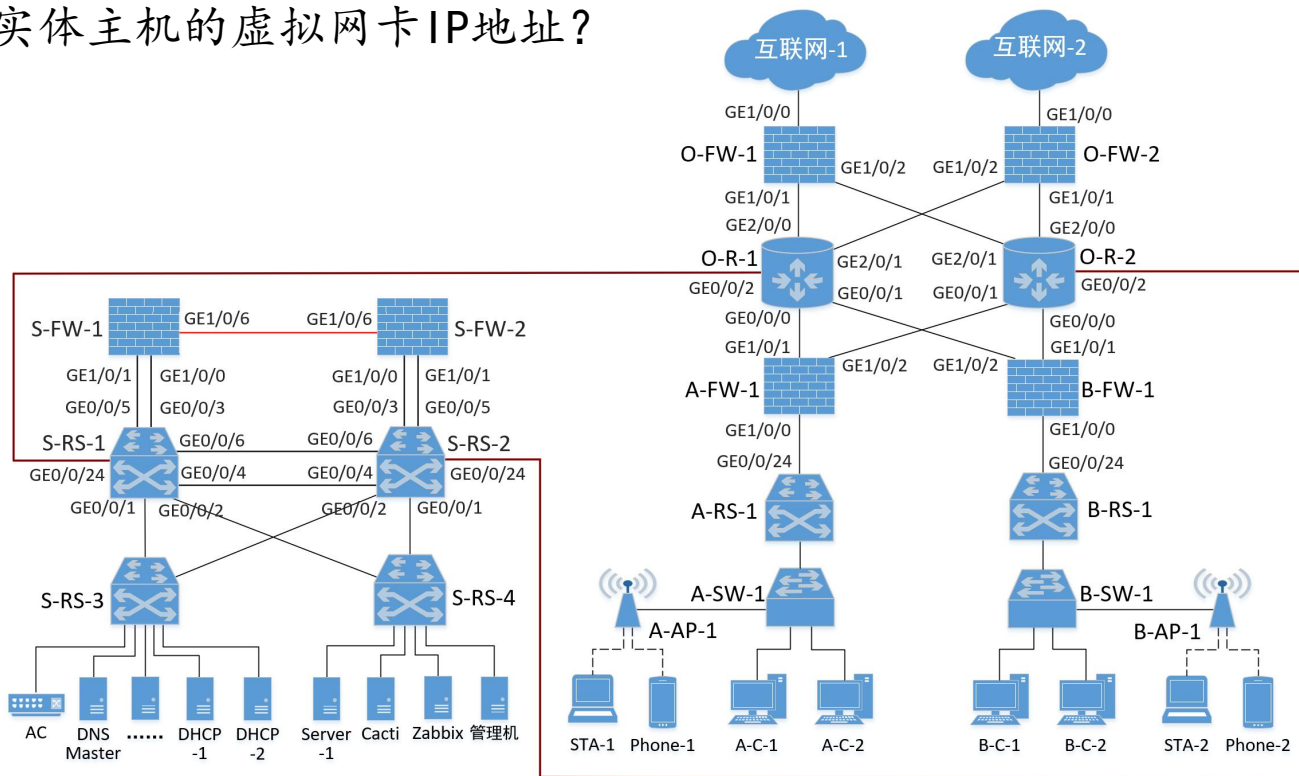 实体主机的虚拟网卡IP地址?
互联网-1
互联网-2
GE1/0/0
GE1/0/0
O-FW-1
O-FW-2
GE1/0/2
GE1/0/2
GE1/0/1
GE1/0/1
GE2/0/0
GE2/0/0
O-R-1
O-R-2
GE2/0/1
GE2/0/1
GE0/0/2
GE0/0/2
GE0/0/1
GE0/0/1
GE0/0/0
GE0/0/0
GE1/0/1
GE1/0/1
GE1/0/2
GE1/0/2
A-FW-1
B-FW-1
GE1/0/0
GE1/0/0
GE0/0/24
GE0/0/24
A-RS-1
B-RS-1
A-SW-1
B-SW-1
A-AP-1
B-AP-1
STA-1
Phone-1
A-C-1
A-C-2
B-C-1
B-C-2
STA-2
Phone-2
S-FW-1
GE1/0/6
GE1/0/6
S-FW-2
GE1/0/1
GE1/0/0
GE1/0/0
GE1/0/1
GE0/0/5
GE0/0/3
GE0/0/3
GE0/0/5
S-RS-1
GE0/0/6
GE0/0/6
S-RS-2
GE0/0/24
GE0/0/4
GE0/0/4
GE0/0/24
GE0/0/1
GE0/0/2
GE0/0/2
GE0/0/1
S-RS-3
S-RS-4
AC
DNS
Master
······
DHCP
-1
DHCP
-2
Server
-1
Cacti
Zabbix
管理机